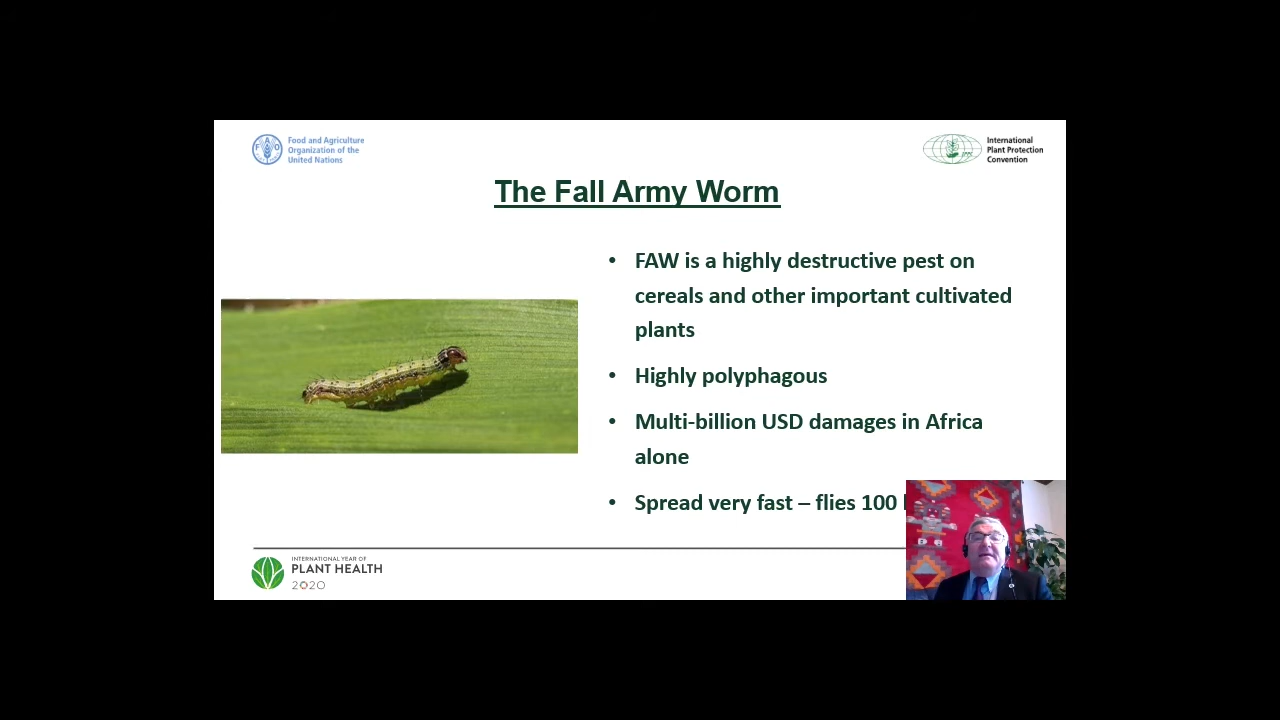 Food and Agriculture
Organization of the
United Nations
International
Plant Protection
Convention
The Fall Army Worm
• FAW is a highly destructive pest on
cereals and other important cultivated
plants
• Highly polyphagous
• Multi-billion USD damages in Africa
alone
• Spread very fast – flies 100
INTERNATIONAL YEAR OF
PLANT HEALTH
2020